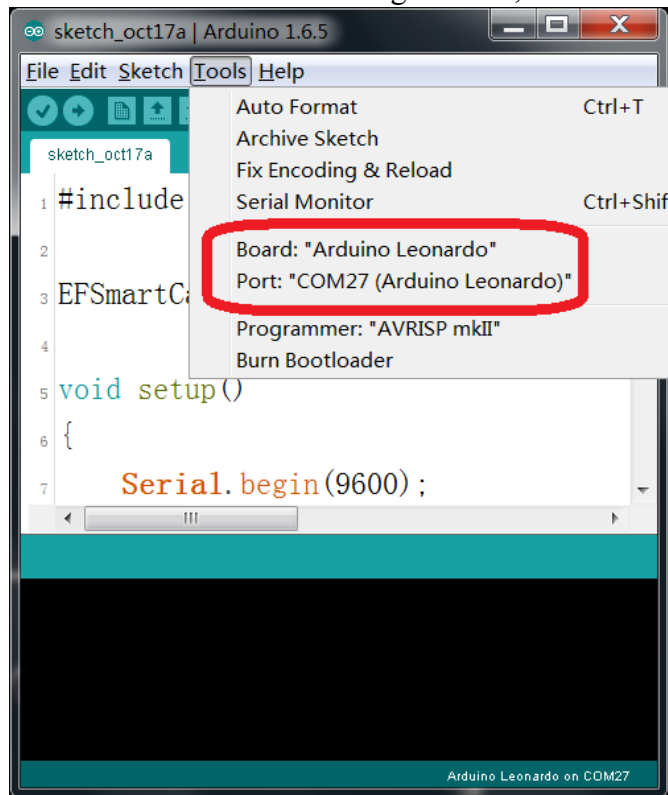 sketch_oct17a | Arduino 1.6.5
File Edit Sketch Tools Help
Auto Format Ctrl+T
Archive Sketch
sketch_oct17a
Fix Encoding & Reload
Serial Monitor Ctrl+Shif
1 #include
Board: "Arduino Leonardo"
2
Port: "COM27 (Arduino Leonardo)"
3 EFSmartCa
Programmer: "AVRISP mkII"
4
Burn Bootloader
5 void setup()
6 {
7 Serial.begin(9600);
Arduino Leonardo on COM27